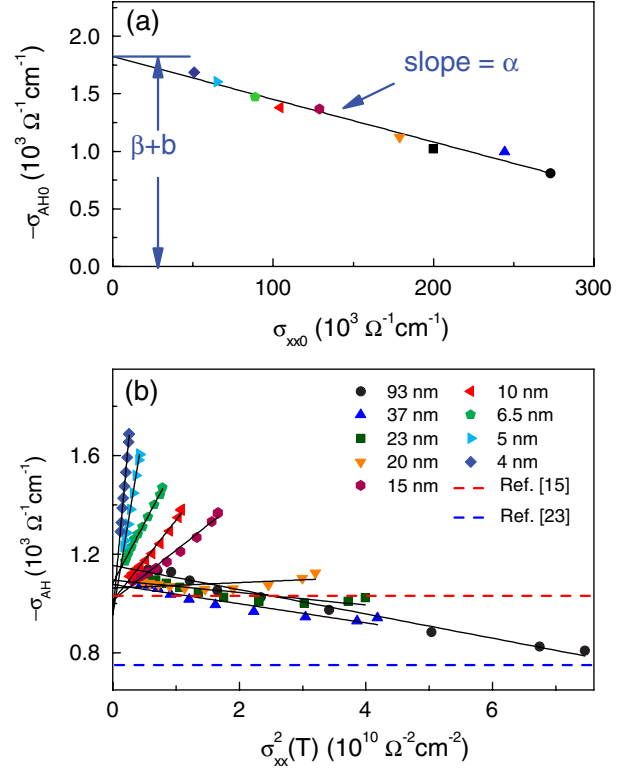 (a)
2.0
1.5
1.0
0.5
0.0
−σAH0 (10³ Ω⁻¹cm⁻¹)
β+b
slope = α
0 100 200 300
σxx0 (10³ Ω⁻¹cm⁻¹)
(b)
1.6
1.2
0.8
−σAH (10³ Ω⁻¹cm⁻¹)
93 nm
37 nm
23 nm
20 nm
15 nm
10 nm
6.5 nm
5 nm
4 nm
Ref. [15]
Ref. [23]
0 2 4 6
σ²xx(T) (10¹⁰ Ω⁻²cm⁻²)